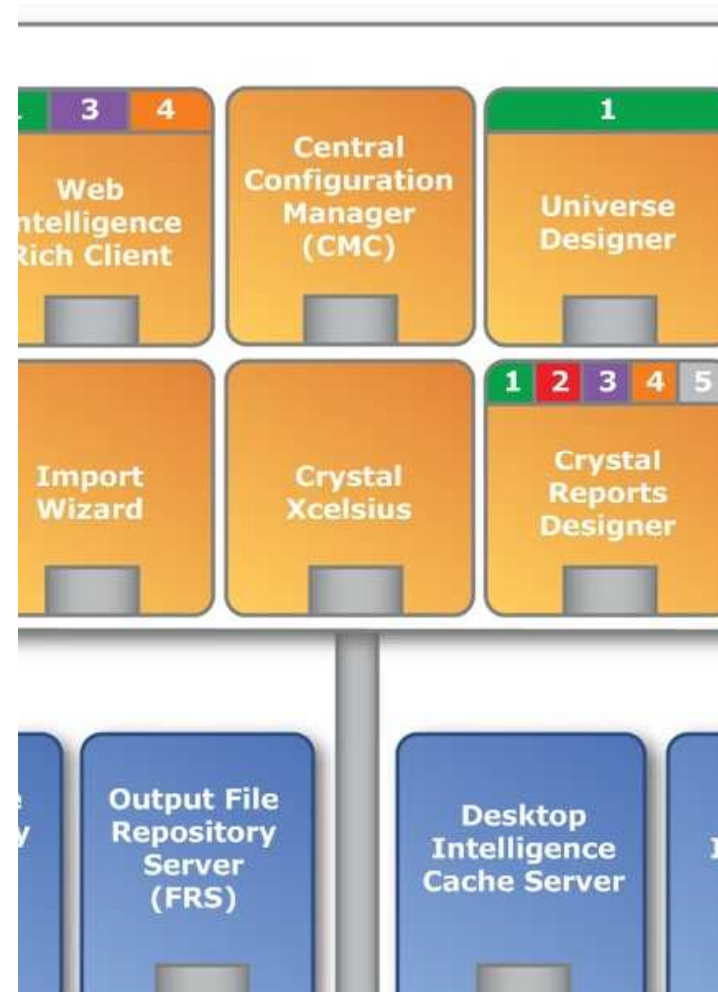 3 4
Web
ntelligence
Rich Client
Central
Configuration
Manager
(CMC)
1
Universe
Designer
Import
Wizard
Crystal
Xcelsius
1 2 3 4 5
Crystal
Reports
Designer
Output File
Repository
Server
(FRS)
Desktop
Intelligence
Cache Server